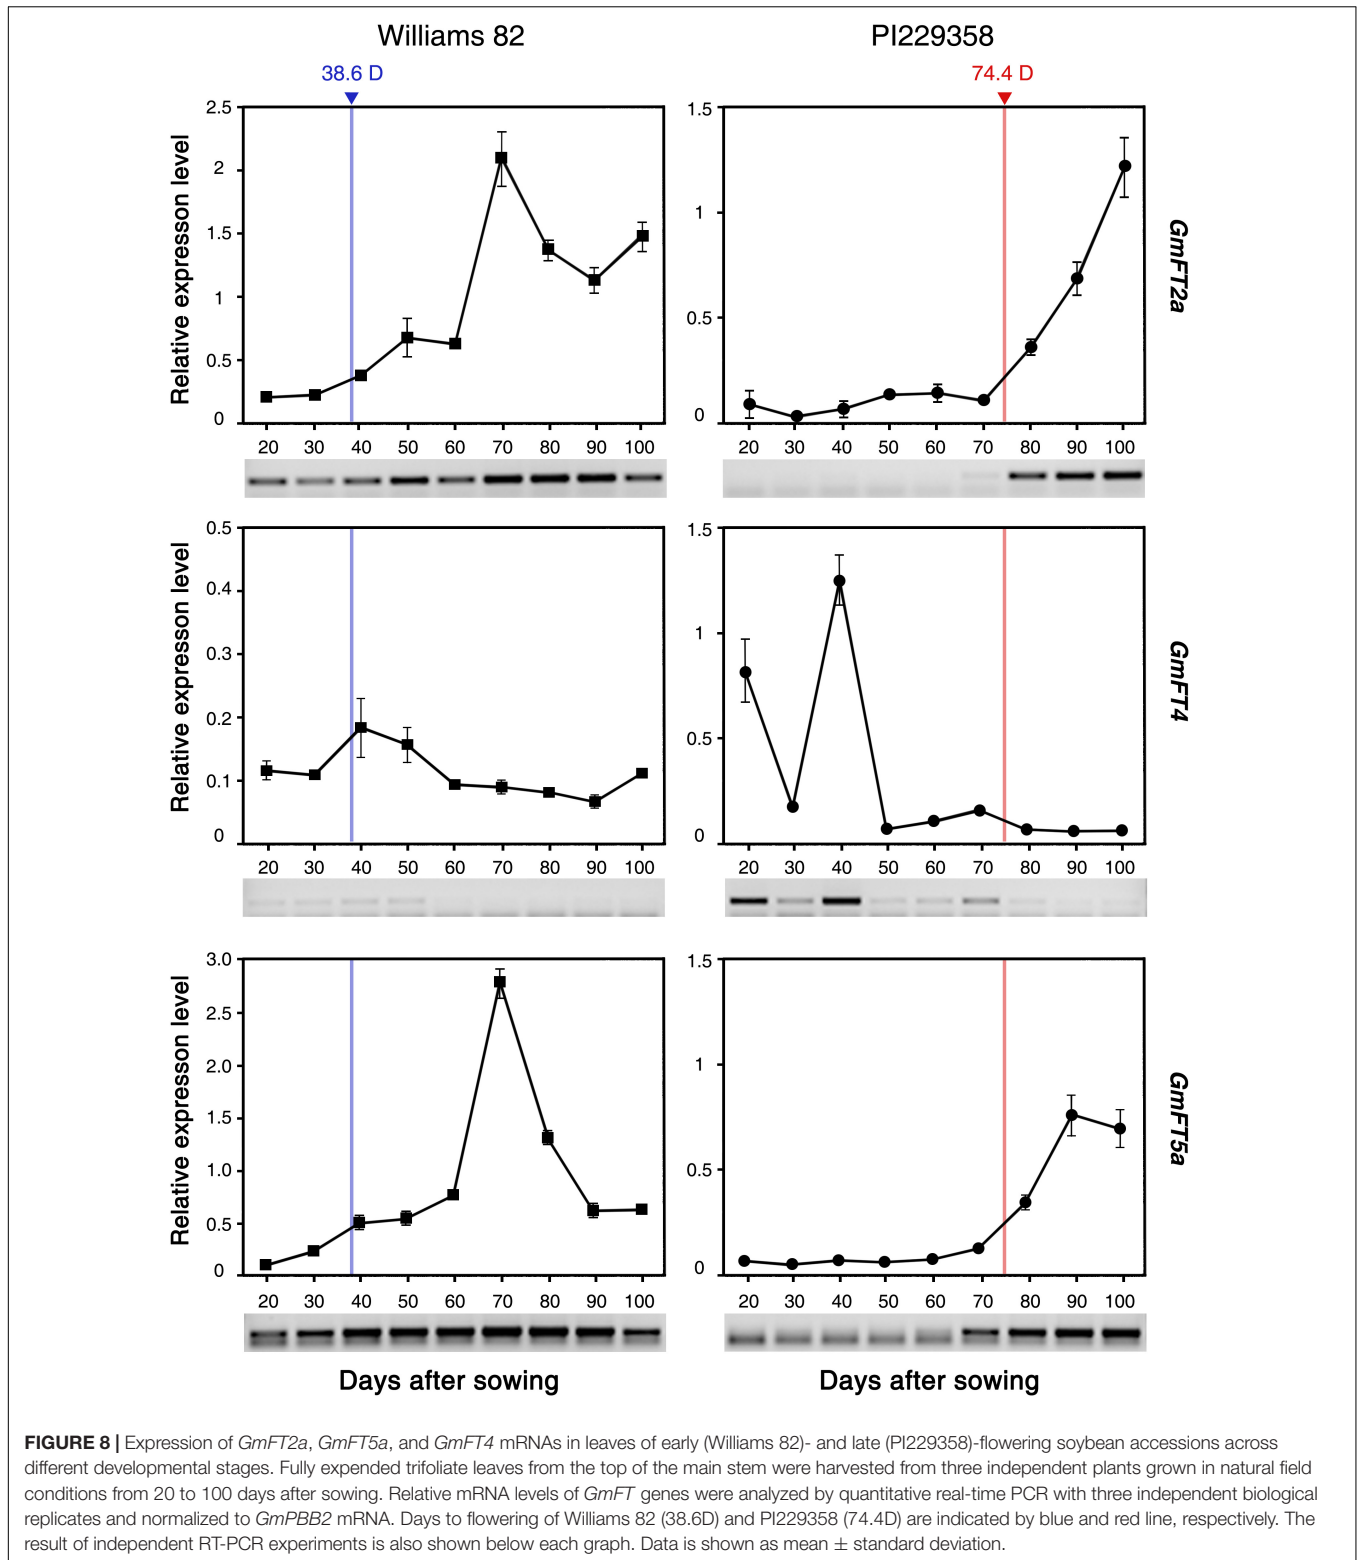 Williams 82
PI229358
38.6 D
74.4 D
Relative expresson level
2.5
2
1.5
1
0.5
0
20 30 40 50 60 70 80 90 100
1.5
1
0.5
0
20 30 40 50 60 70 80 90 100
GmFT2a
Relative expresson level
0.5
0.4
0.3
0.2
0.1
0
20 30 40 50 60 70 80 90 100
1.5
1
0.5
0
20 30 40 50 60 70 80 90 100
GmFT4
Relative expresson level
3.0
2.5
2.0
1.5
1.0
0.5
0
20 30 40 50 60 70 80 90 100
1.5
1
0.5
0
20 30 40 50 60 70 80 90 100
GmFT5a
Days after sowing
Days after sowing
FIGURE 8 | Expression of GmFT2a, GmFT5a, and GmFT4 mRNAs in leaves of early (Williams 82)- and late (PI229358)-flowering soybean accessions across
different developmental stages. Fully expended trifoliate leaves from the top of the main stem were harvested from three independent plants grown in natural field
conditions from 20 to 100 days after sowing. Relative mRNA levels of GmFT genes were analyzed by quantitative real-time PCR with three independent biological
replicates and normalized to GmPBB2 mRNA. Days to flowering of Williams 82 (38.6D) and PI229358 (74.4D) are indicated by blue and red line, respectively. The
result of independent RT-PCR experiments is also shown below each graph. Data is shown as mean ± standard deviation.